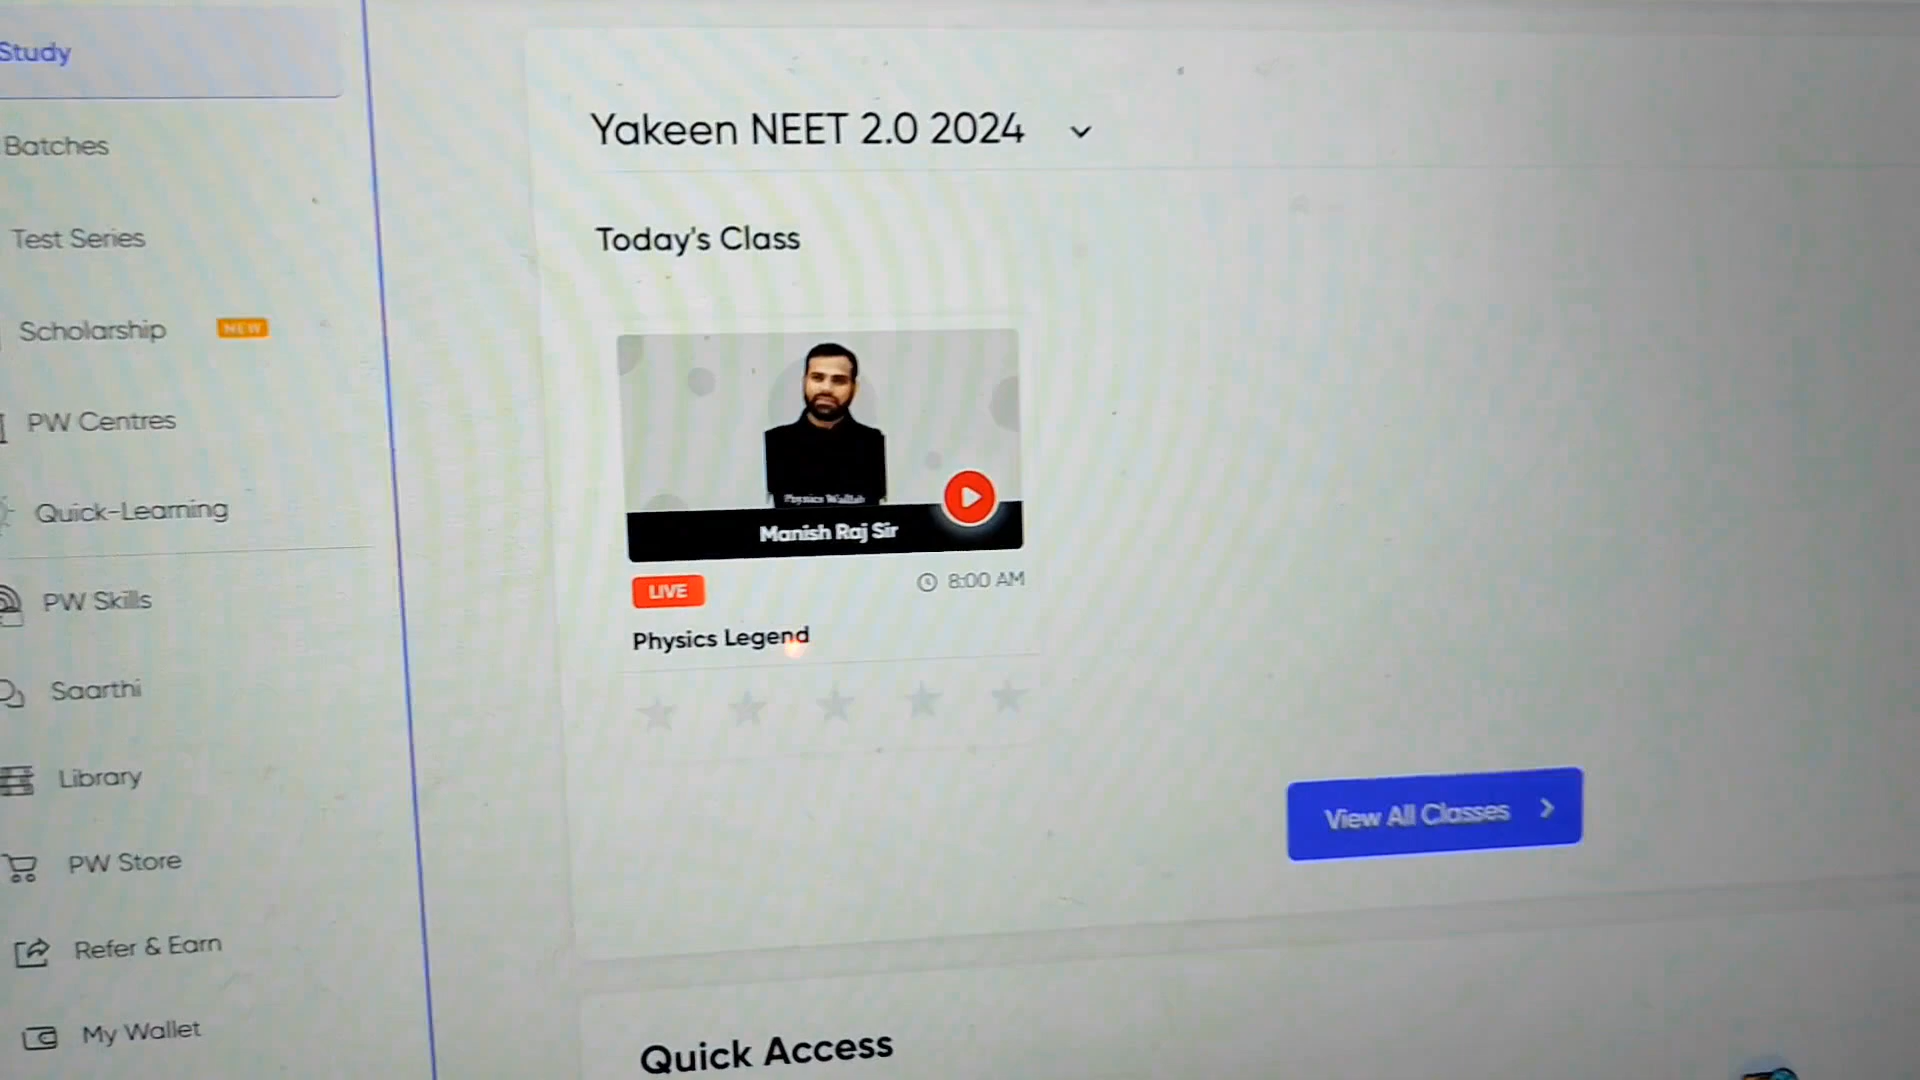 Study
Batches
Test Series
Scholarship NEW
PW Centres
Quick-Learning
PW Skills
Saarthi
Library
PW Store
Refer & Earn
My Wallet
Yakeen NEET 2.0 2024
Today's Class
Physics Wallah
Manish Raj Sir
LIVE 8:00 AM
Physics Legend
View All Classes
Quick Access